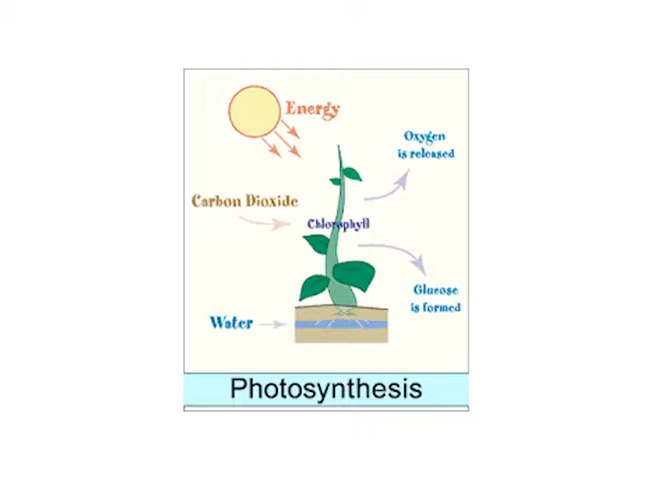 Energy
Oxygen
is released
Carbon Dioxide
Chlorophyll
Glucose
is formed
Water
Photosynthesis